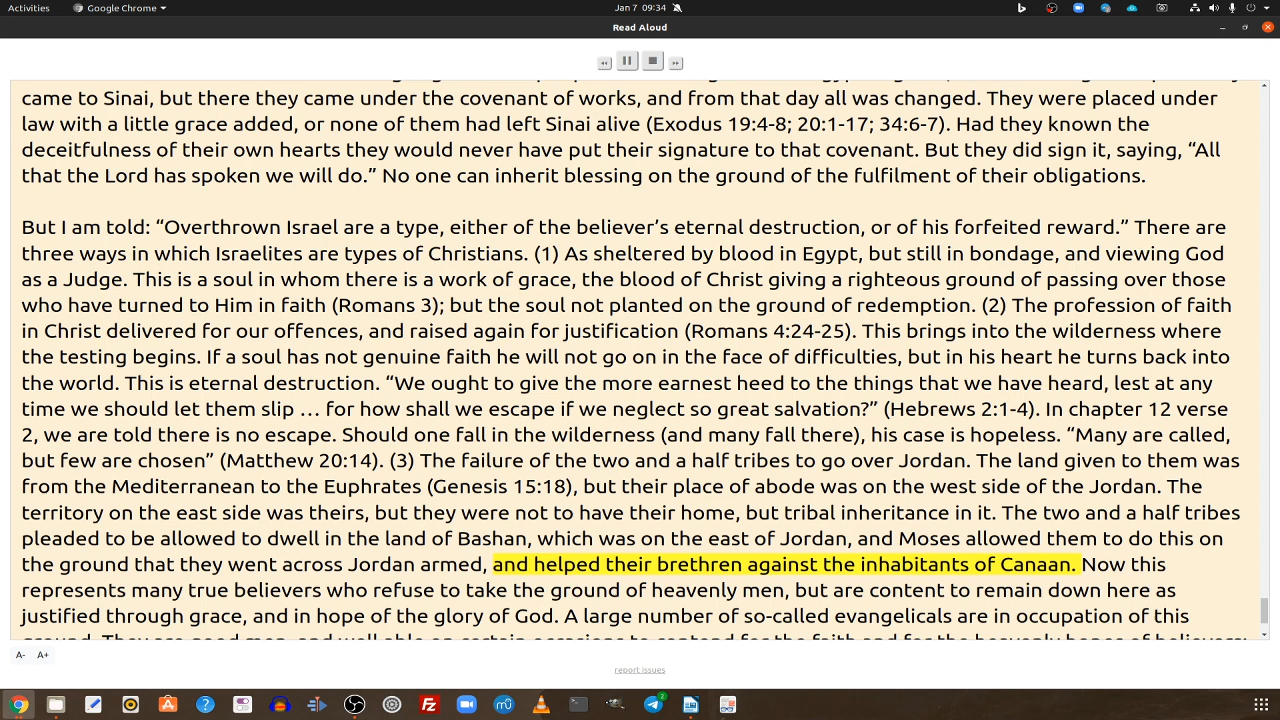 Activities
Google Chrome
Jan 7 09:34
Read Aloud
came to Sinai, but there they came under the covenant of works, and from that day all was changed. They were placed under
law with a little grace added, or none of them had left Sinai alive (Exodus 19:4-8; 20:1-17; 34:6-7). Had they known the
deceitfulness of their own hearts they would never have put their signature to that covenant. But they did sign it, saying, “All
that the Lord has spoken we will do.” No one can inherit blessing on the ground of the fulfilment of their obligations.
But I am told: “Overthrown Israel are a type, either of the believer’s eternal destruction, or of his forfeited reward.” There are
three ways in which Israelites are types of Christians. (1) As sheltered by blood in Egypt, but still in bondage, and viewing God
as a Judge. This is a soul in whom there is a work of grace, the blood of Christ giving a righteous ground of passing over those
who have turned to Him in faith (Romans 3); but the soul not planted on the ground of redemption. (2) The profession of faith
in Christ delivered for our offences, and raised again for justification (Romans 4:24-25). This brings into the wilderness where
the testing begins. If a soul has not genuine faith he will not go on in the face of difficulties, but in his heart he turns back into
the world. This is eternal destruction. “We ought to give the more earnest heed to the things that we have heard, lest at any
time we should let them slip … for how shall we escape if we neglect so great salvation?” (Hebrews 2:1-4). In chapter 12 verse
2, we are told there is no escape. Should one fall in the wilderness (and many fall there), his case is hopeless. “Many are called,
but few are chosen” (Matthew 20:14). (3) The failure of the two and a half tribes to go over Jordan. The land given to them was
from the Mediterranean to the Euphrates (Genesis 15:18), but their place of abode was on the west side of the Jordan. The
territory on the east side was theirs, but they were not to have their home, but tribal inheritance in it. The two and a half tribes
pleaded to be allowed to dwell in the land of Bashan, which was on the east of Jordan, and Moses allowed them to do this on
the ground that they went across Jordan armed, and helped their brethren against the inhabitants of Canaan. Now this
represents many true believers who refuse to take the ground of heavenly men, but are content to remain down here as
justified through grace, and in hope of the glory of God. A large number of so-called evangelicals are in occupation of this
ground. They are good men, and well able on certain occasions to contend for the faith and for the heavenly hopes of believers;
A- A+
report issues
2